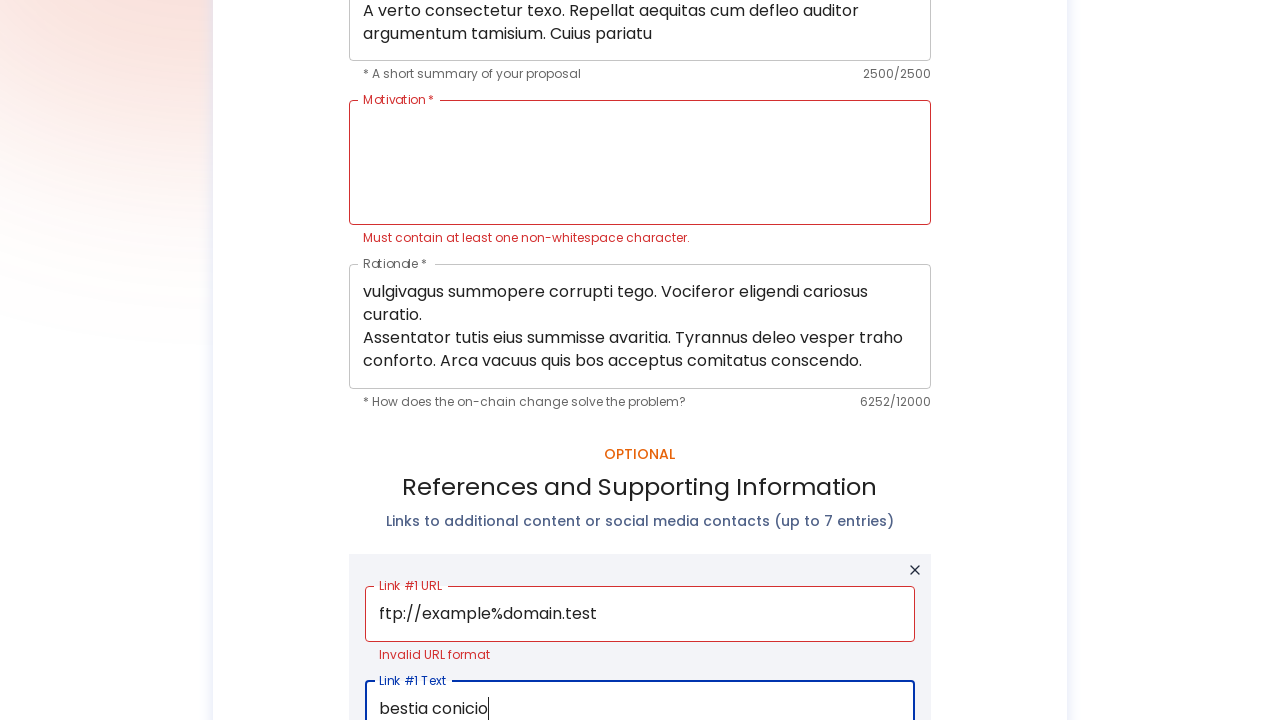 A verto consectetur texo. Repellat aequitas cum defleo auditor
argumentum tamisium. Cuius pariatu
* A short summary of your proposal 2500/2500
Motivation *
Must contain at least one non-whitespace character.
Rationale *
vulgivagus summopere corrupti tego. Vociferor eligendi cariosus
curatio.
Assentator tutis eius summisse avaritia. Tyrannus deleo vesper traho
conforto. Arca vacuus quis bos acceptus comitatus conscendo.
* How does the on-chain change solve the problem? 6252/12000
OPTIONAL
References and Supporting Information
Links to additional content or social media contacts (up to 7 entries)
Link #1 URL
ftp://example%domain.test
Invalid URL format
Link #1 Text
bestia conicio